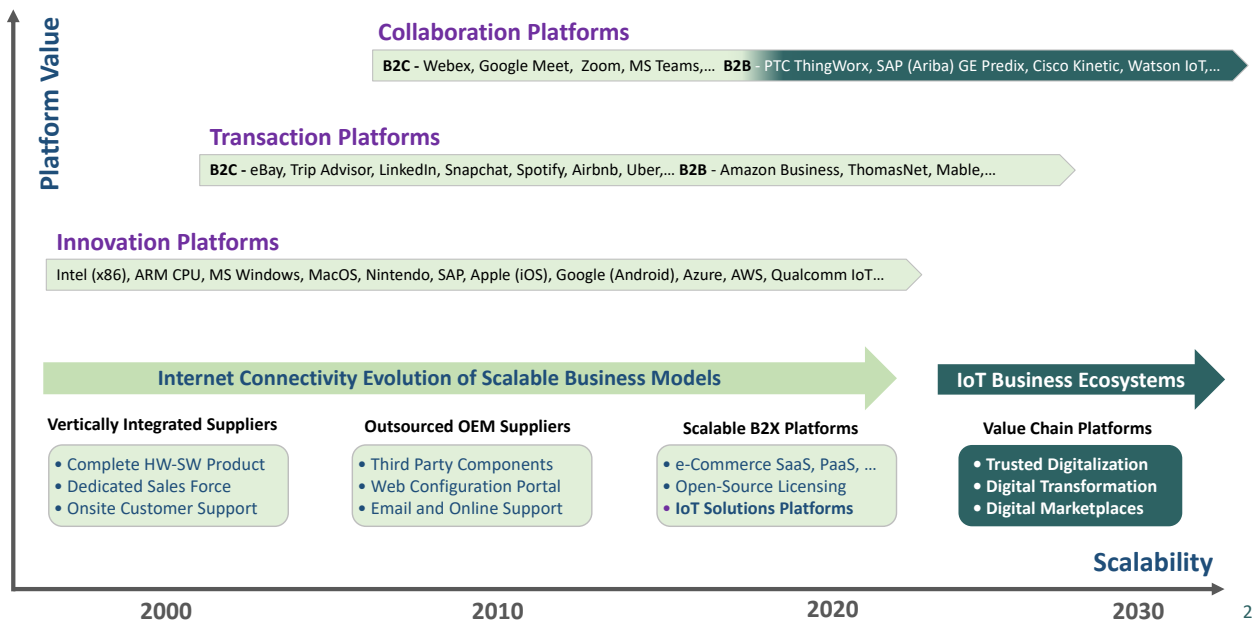 Platform Value
Collaboration Platforms
B2C - Webex, Google Meet, Zoom, MS Teams,... B2B - PTC ThingWorx, SAP (Ariba) GE Predix, Cisco Kinetic, Watson IoT,...
Transaction Platforms
B2C - eBay, Trip Advisor, LinkedIn, Snapchat, Spotify, Airbnb, Uber,... B2B - Amazon Business, ThomasNet, Mable,...
Innovation Platforms
Intel (x86), ARM CPU, MS Windows, MacOS, Nintendo, SAP, Apple (iOS), Google (Android), Azure, AWS, Qualcomm IoT...
Internet Connectivity Evolution of Scalable Business Models
IoT Business Ecosystems
Vertically Integrated Suppliers
• Complete HW-SW Product
• Dedicated Sales Force
• Onsite Customer Support
Outsourced OEM Suppliers
• Third Party Components
• Web Configuration Portal
• Email and Online Support
Scalable B2X Platforms
• e-Commerce SaaS, PaaS, ...
• Open-Source Licensing
• IoT Solutions Platforms
Value Chain Platforms
• Trusted Digitalization
• Digital Transformation
• Digital Marketplaces
Scalability
2000 2010 2020 2030
2